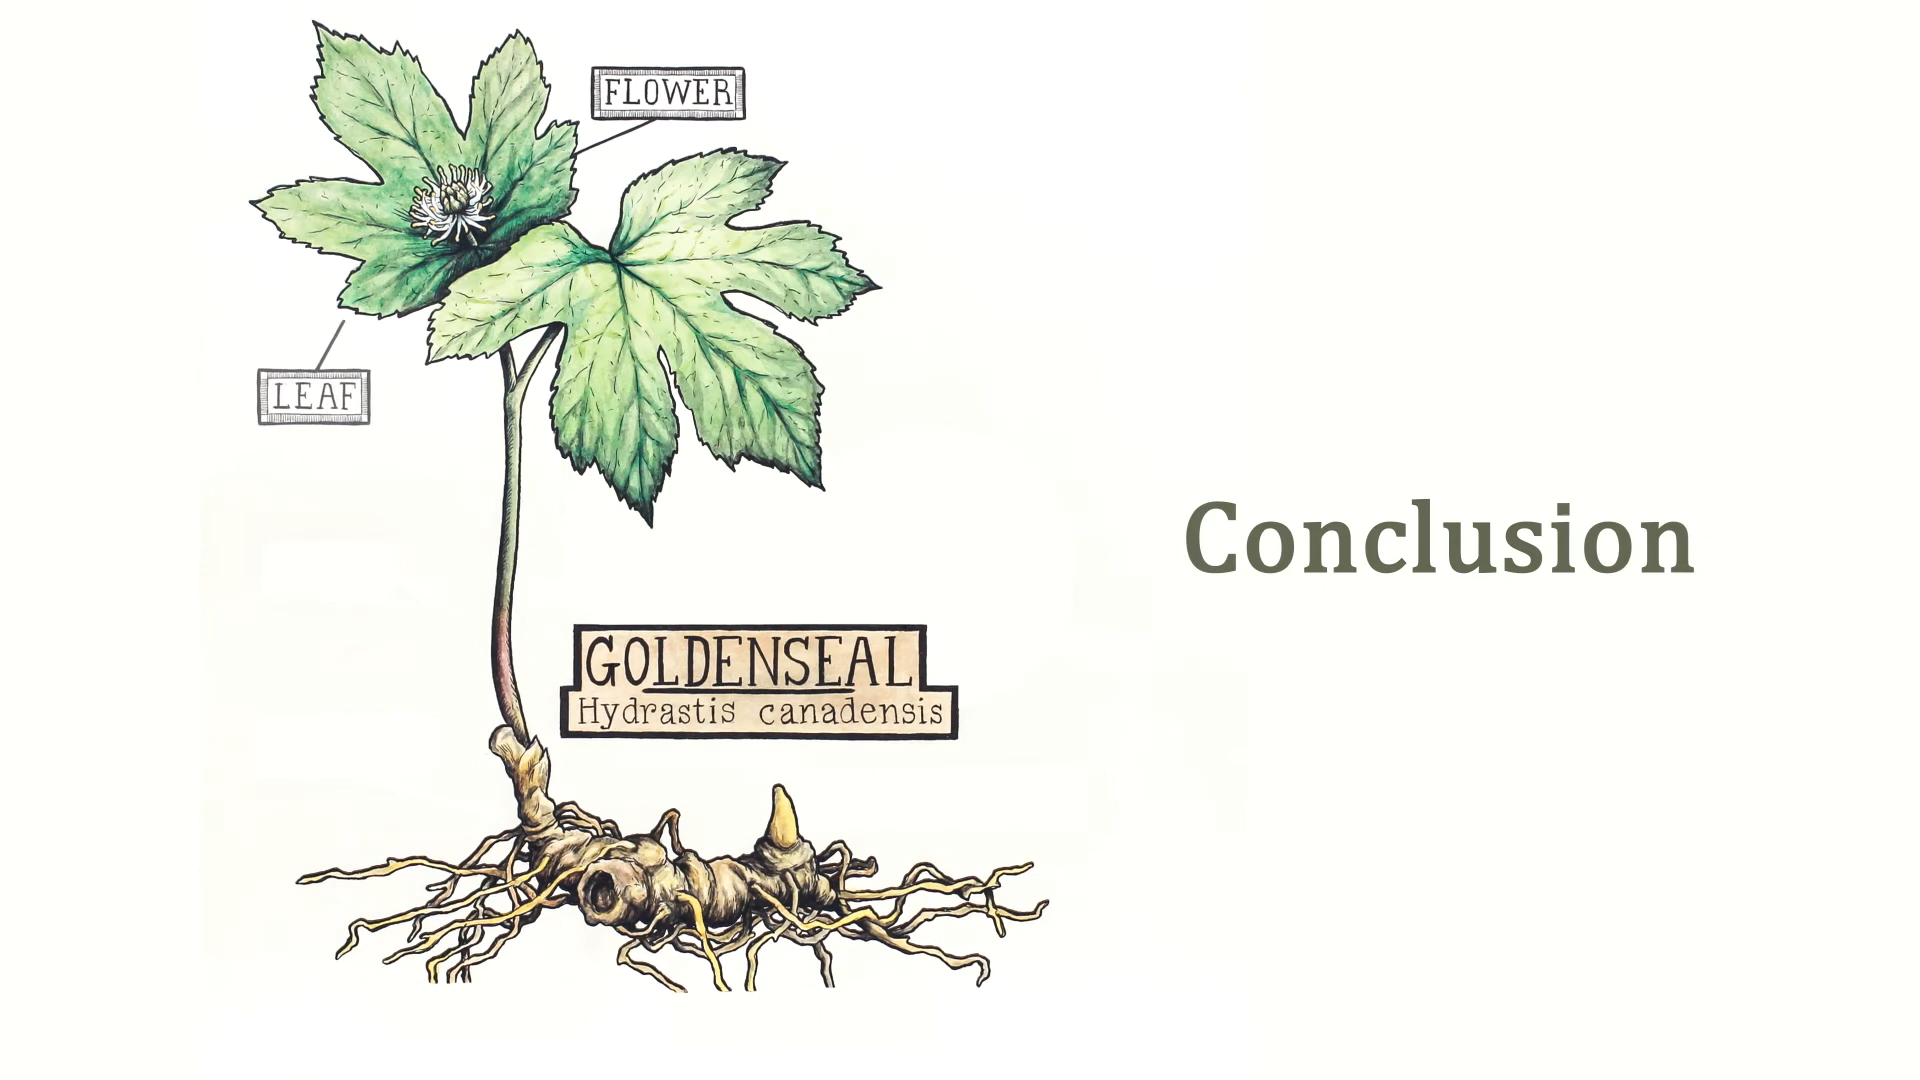 FLOWER
LEAF
Conclusion
GOLDENSEAL
Hydrastis canadensis